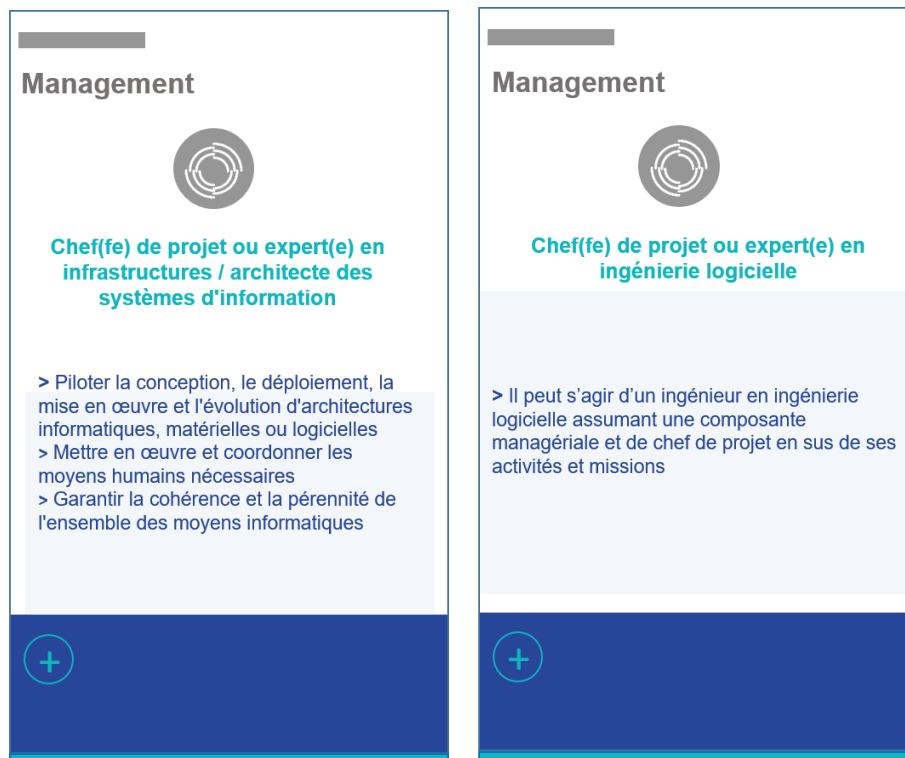 Management
Chef(fe) de projet ou expert(e) en
infrastructures / architecte des
systèmes d'information
> Piloter la conception, le déploiement, la
mise en œuvre et l'évolution d'architectures
informatiques, matérielles ou logicielles
> Mettre en œuvre et coordonner les
moyens humains nécessaires
> Garantir la cohérence et la pérennité de
l'ensemble des moyens informatiques
+
Management
Chef(fe) de projet ou expert(e) en
ingénierie logicielle
> Il peut s’agir d’un ingénieur en ingénierie
logicielle assumant une composante
managériale et de chef de projet en sus de ses
activités et missions
+